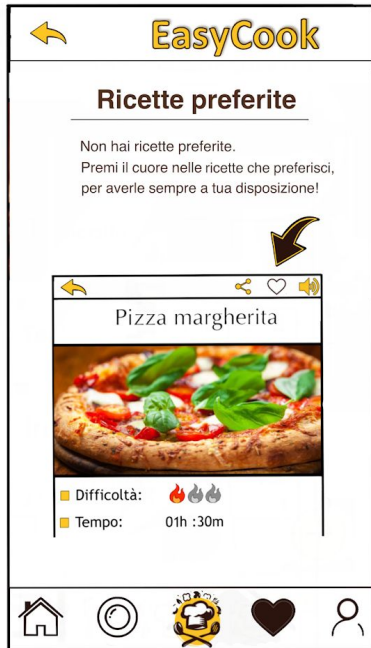 EasyCook
Ricette preferite
Non hai ricette preferite.
Premi il cuore nelle ricette che preferisci,
per averle sempre a tua disposizione!
Pizza margherita
Difficoltà:
Tempo: 01h :30m